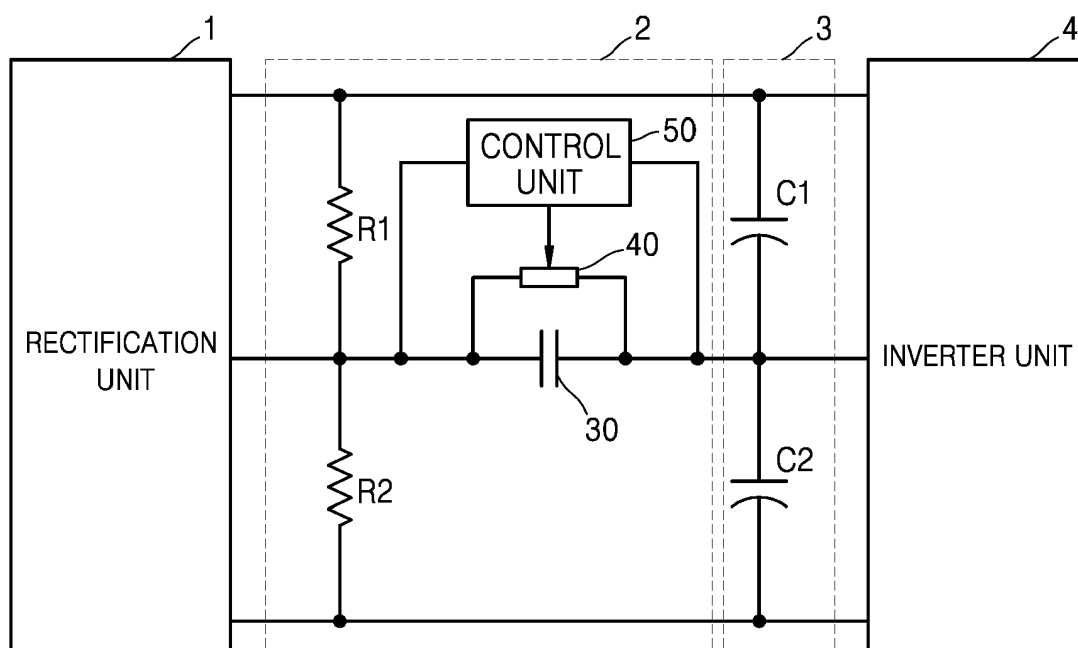 1
2
3
4
CONTROL
UNIT
50
C1
R1
40
RECTIFICATION
UNIT
INVERTER UNIT
30
R2
C2